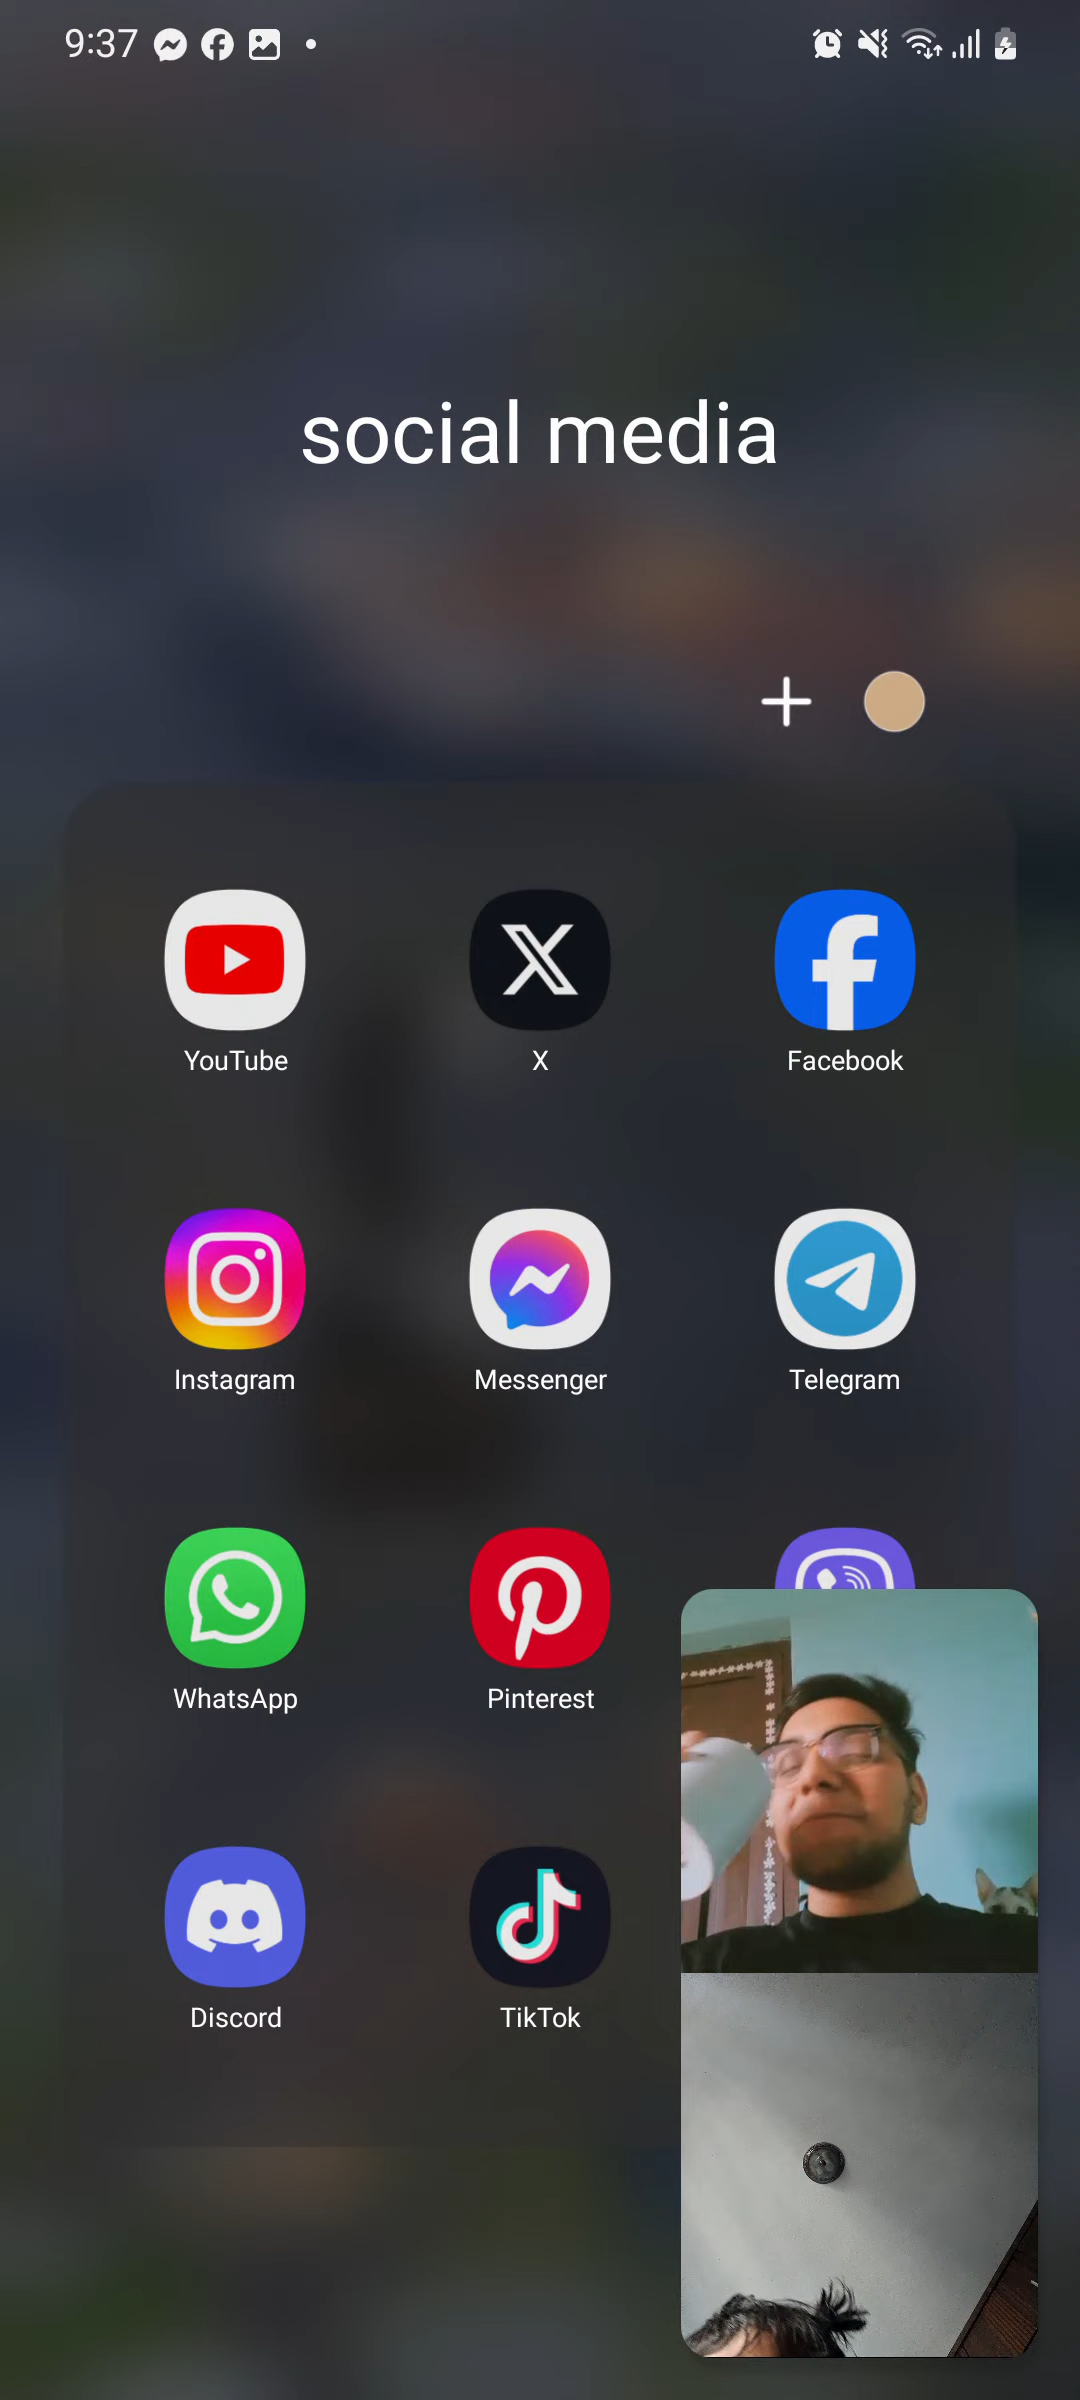 9:37
social media
YouTube
X
Facebook
Instagram
Messenger
Telegram
WhatsApp
Pinterest
Discord
TikTok